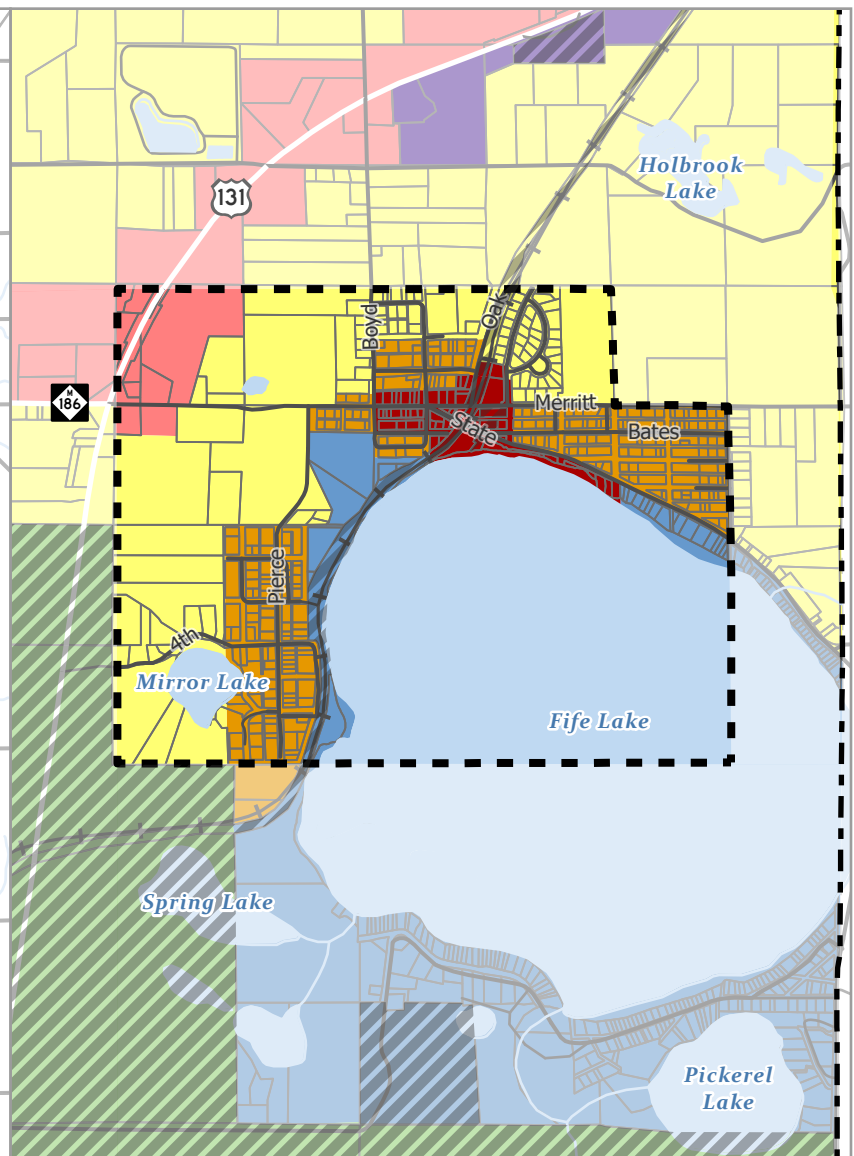 Holbrook
Lake
131
Oak
Boyd
M
186
Merritt
State
Bates
Pierce
4th
Mirror Lake
Fife Lake
Spring Lake
Pickerel
Lake